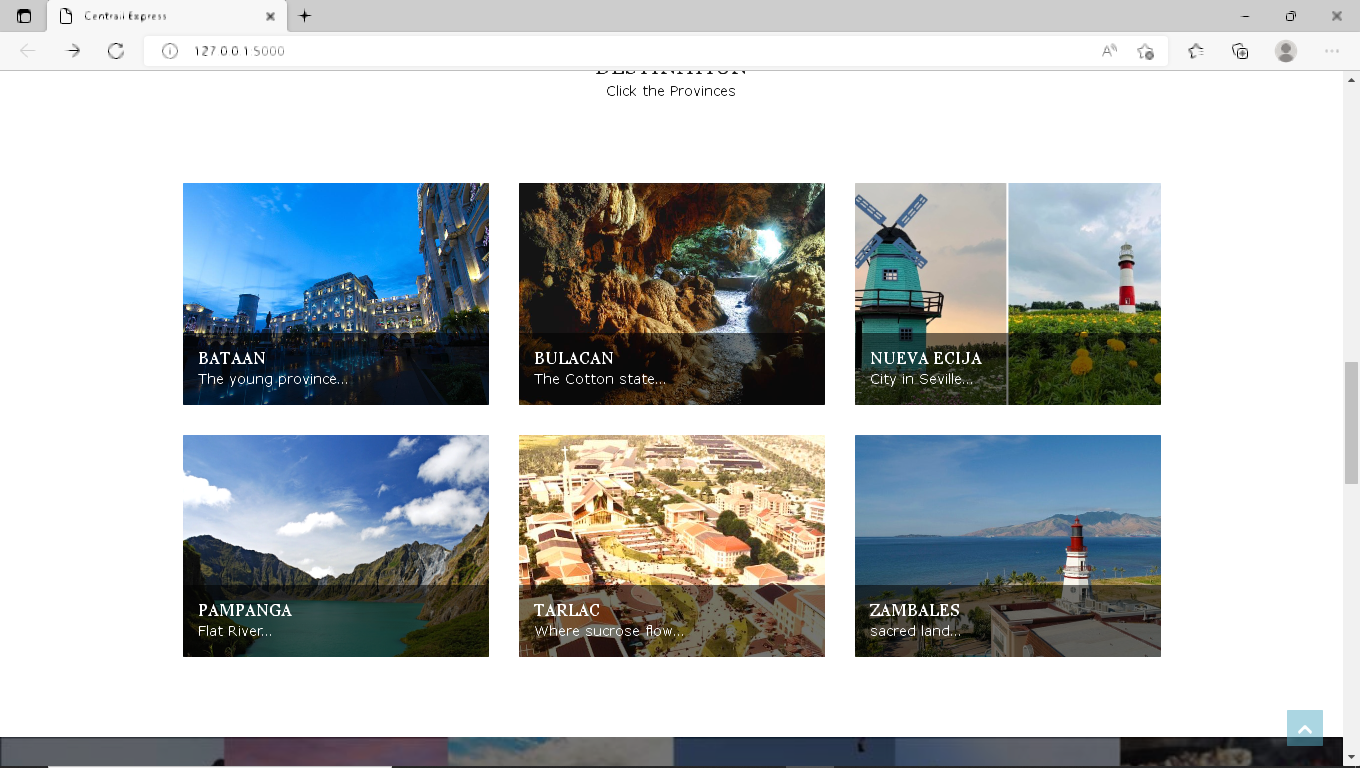 Centrail Express
127.0.0.1:5000
DESTINATION
Click the Provinces
BATAAN
The young province...
BULACAN
The Cotton state...
NUEVA ECIJA
City in Seville...
PAMPANGA
Flat River...
TARLAC
Where sucrose flow...
ZAMBALES
sacred land...